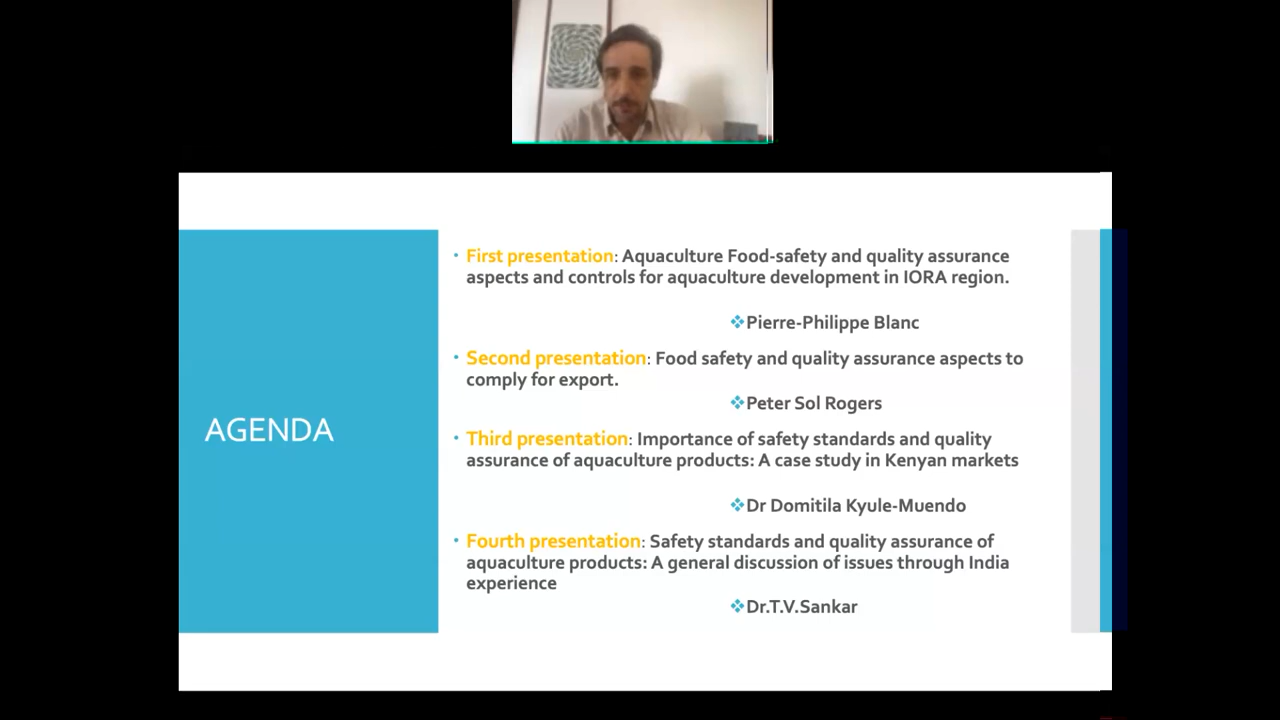 AGENDA
• First presentation: Aquaculture Food-safety and quality assurance
aspects and controls for aquaculture development in IORA region.
❖Pierre-Philippe Blanc
• Second presentation: Food safety and quality assurance aspects to
comply for export.
❖Peter Sol Rogers
• Third presentation: Importance of safety standards and quality
assurance of aquaculture products: A case study in Kenyan markets
❖Dr Domitila Kyule-Muendo
• Fourth presentation: Safety standards and quality assurance of
aquaculture products: A general discussion of issues through India
experience
❖Dr.T.V.Sankar